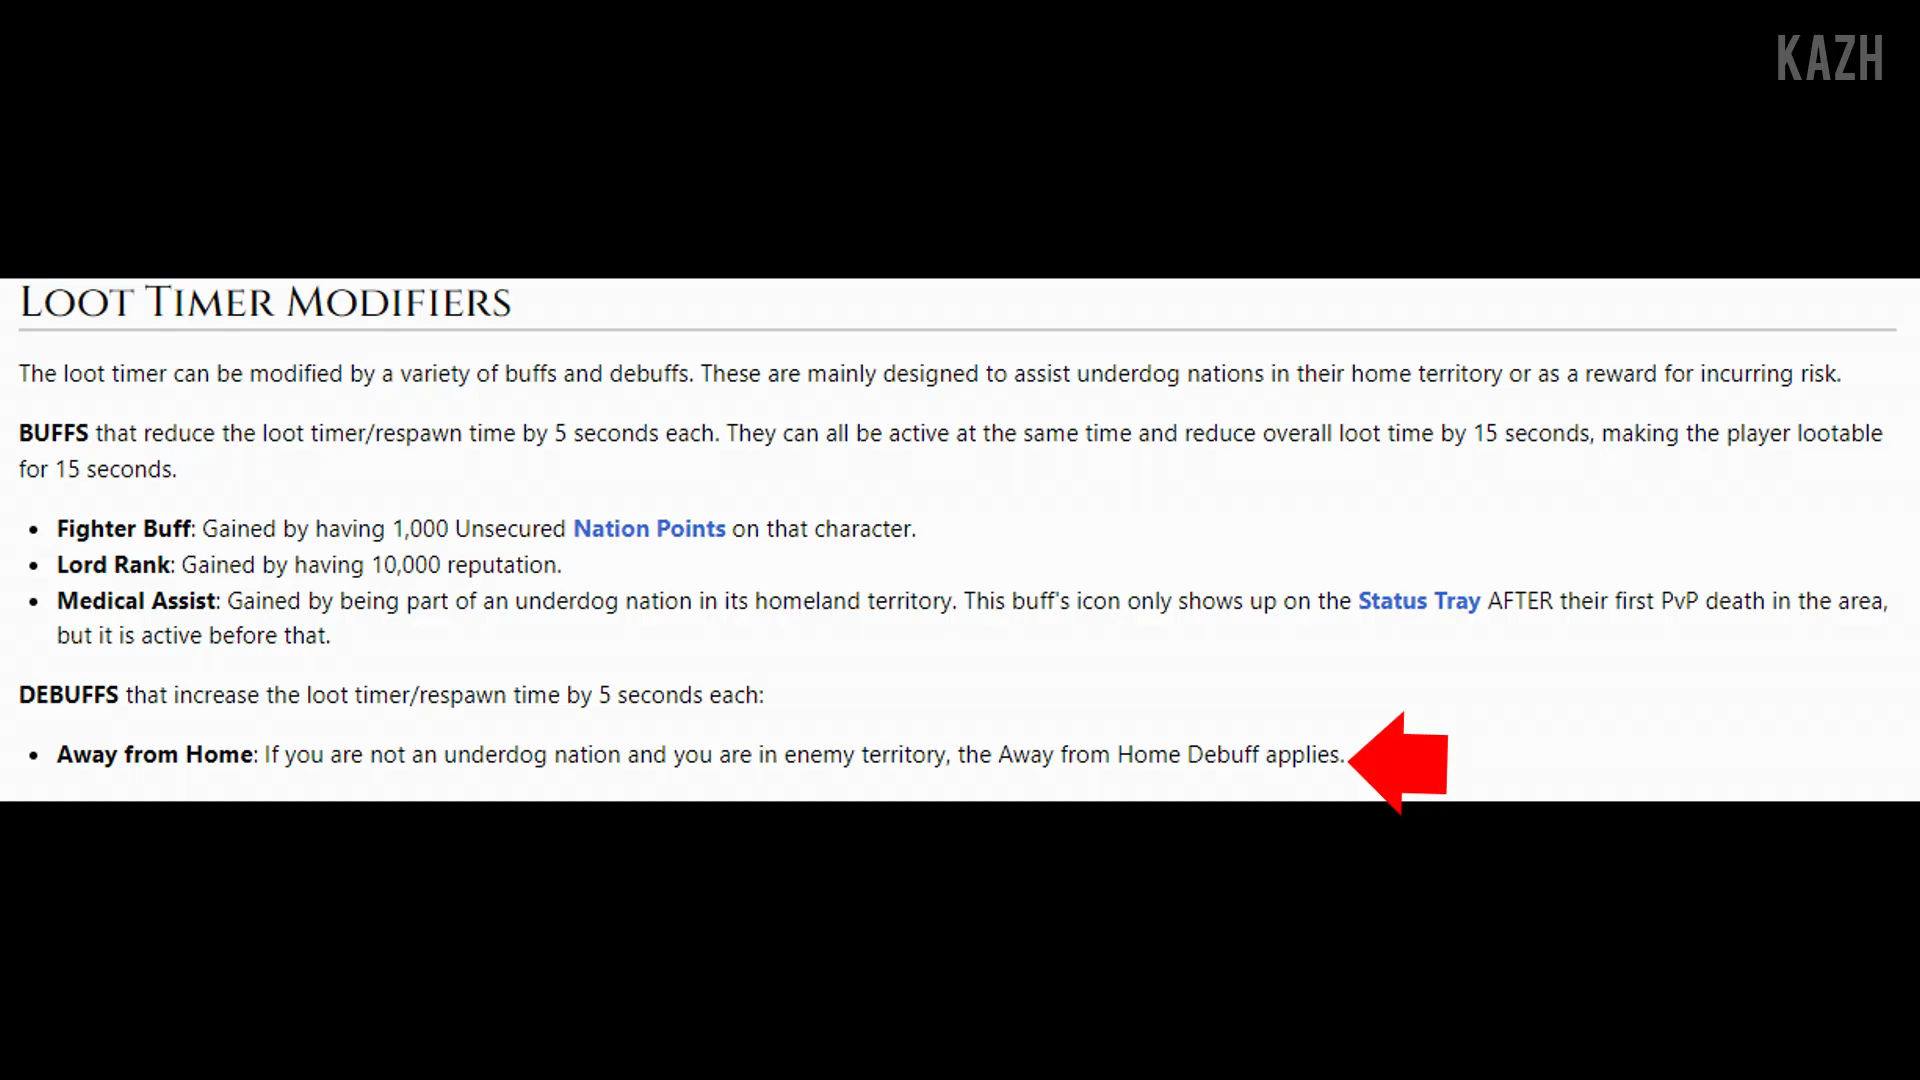 KAZH
LOOT TIMER MODIFIERS
The loot timer can be modified by a variety of buffs and debuffs. These are mainly designed to assist underdog nations in their home territory or as a reward for incurring risk.
BUFFS that reduce the loot timer/respawn time by 5 seconds each. They can all be active at the same time and reduce overall loot time by 15 seconds, making the player lootable
for 15 seconds.
• Fighter Buff: Gained by having 1,000 Unsecured Nation Points on that character.
• Lord Rank: Gained by having 10,000 reputation.
• Medical Assist: Gained by being part of an underdog nation in its homeland territory. This buff's icon only shows up on the Status Tray AFTER their first PvP death in the area,
but it is active before that.
DEBUFFS that increase the loot timer/respawn time by 5 seconds each:
• Away from Home: If you are not an underdog nation and you are in enemy territory, the Away from Home Debuff applies.